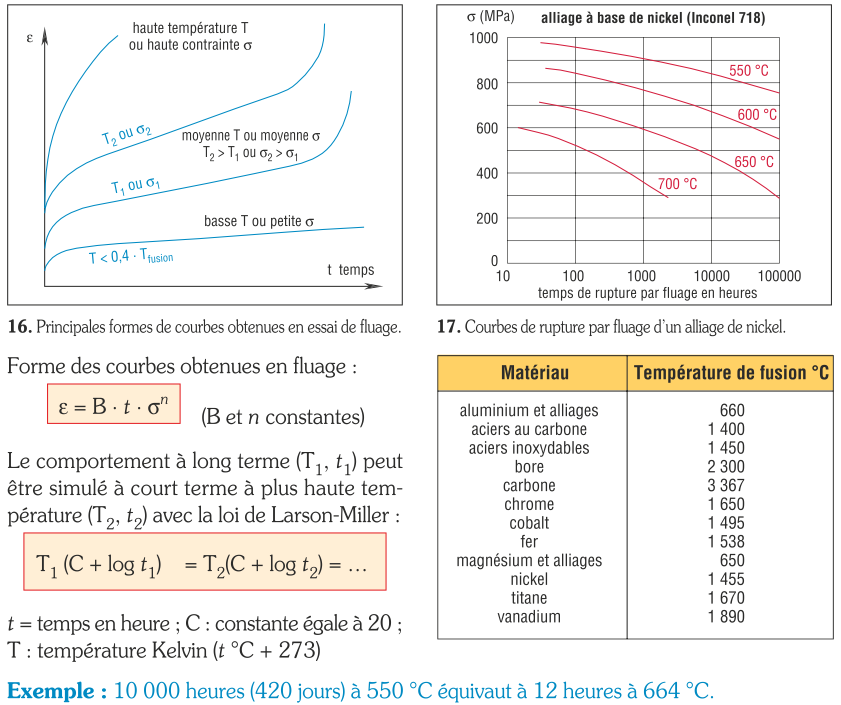 ε
haute température T
ou haute contrainte σ
T₂ ou σ₂
moyenne T ou moyenne σ
T₂ > T₁ ou σ₂ > σ₁
T₁ ou σ₁
basse T ou petite σ
T < 0,4 · Tfusion
t temps
16. Principales formes de courbes obtenues en essai de fluage.
σ (MPa)
alliage à base de nickel (Inconel 718)
1000
800
600
400
200
0
550 °C
600 °C
650 °C
700 °C
10 100 1000 10000 100000
temps de rupture par fluage en heures
17. Courbes de rupture par fluage d'un alliage de nickel.
Forme des courbes obtenues en fluage :
ε = B · t · σⁿ (B et n constantes)
Le comportement à long terme (T₁, t₁) peut
être simulé à court terme à plus haute tem-
pérature (T₂, t₂) avec la loi de Larson-Miller :
T₁ (C + log t₁) = T₂(C + log t₂) = …
t = temps en heure ; C : constante égale à 20 ;
T : température Kelvin (t °C + 273)
Matériau Température de fusion °C
aluminium et alliages 660
aciers au carbone 1 400
aciers inoxydables 1 450
bore 2 300
carbone 3 367
chrome 1 650
cobalt 1 495
fer 1 538
magnésium et alliages 650
nickel 1 455
titane 1 670
vanadium 1 890
Exemple : 10 000 heures (420 jours) à 550 °C équivaut à 12 heures à 664 °C.